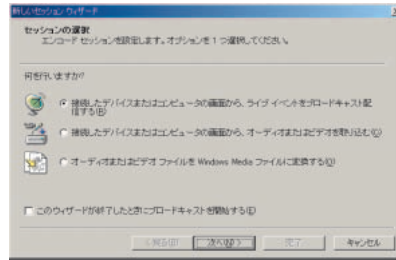 新しいセッション ウィザード
セッションの選択
エンコード セッションを設定します。オプションを 1 つ選択してください。
何を行いますか?
接続したデバイスまたはコンピュータの画面から、ライブ イベントをブロードキャスト配
信する(B)
接続したデバイスまたはコンピュータの画面から、オーディオまたはビデオを取り込む(C)
オーディオまたはビデオ ファイルを Windows Media ファイルに変換する(O)
このウィザードが終了したときにブロードキャストを開始する(E)
< 戻る(B) 次へ(N) > 完了 キャンセル